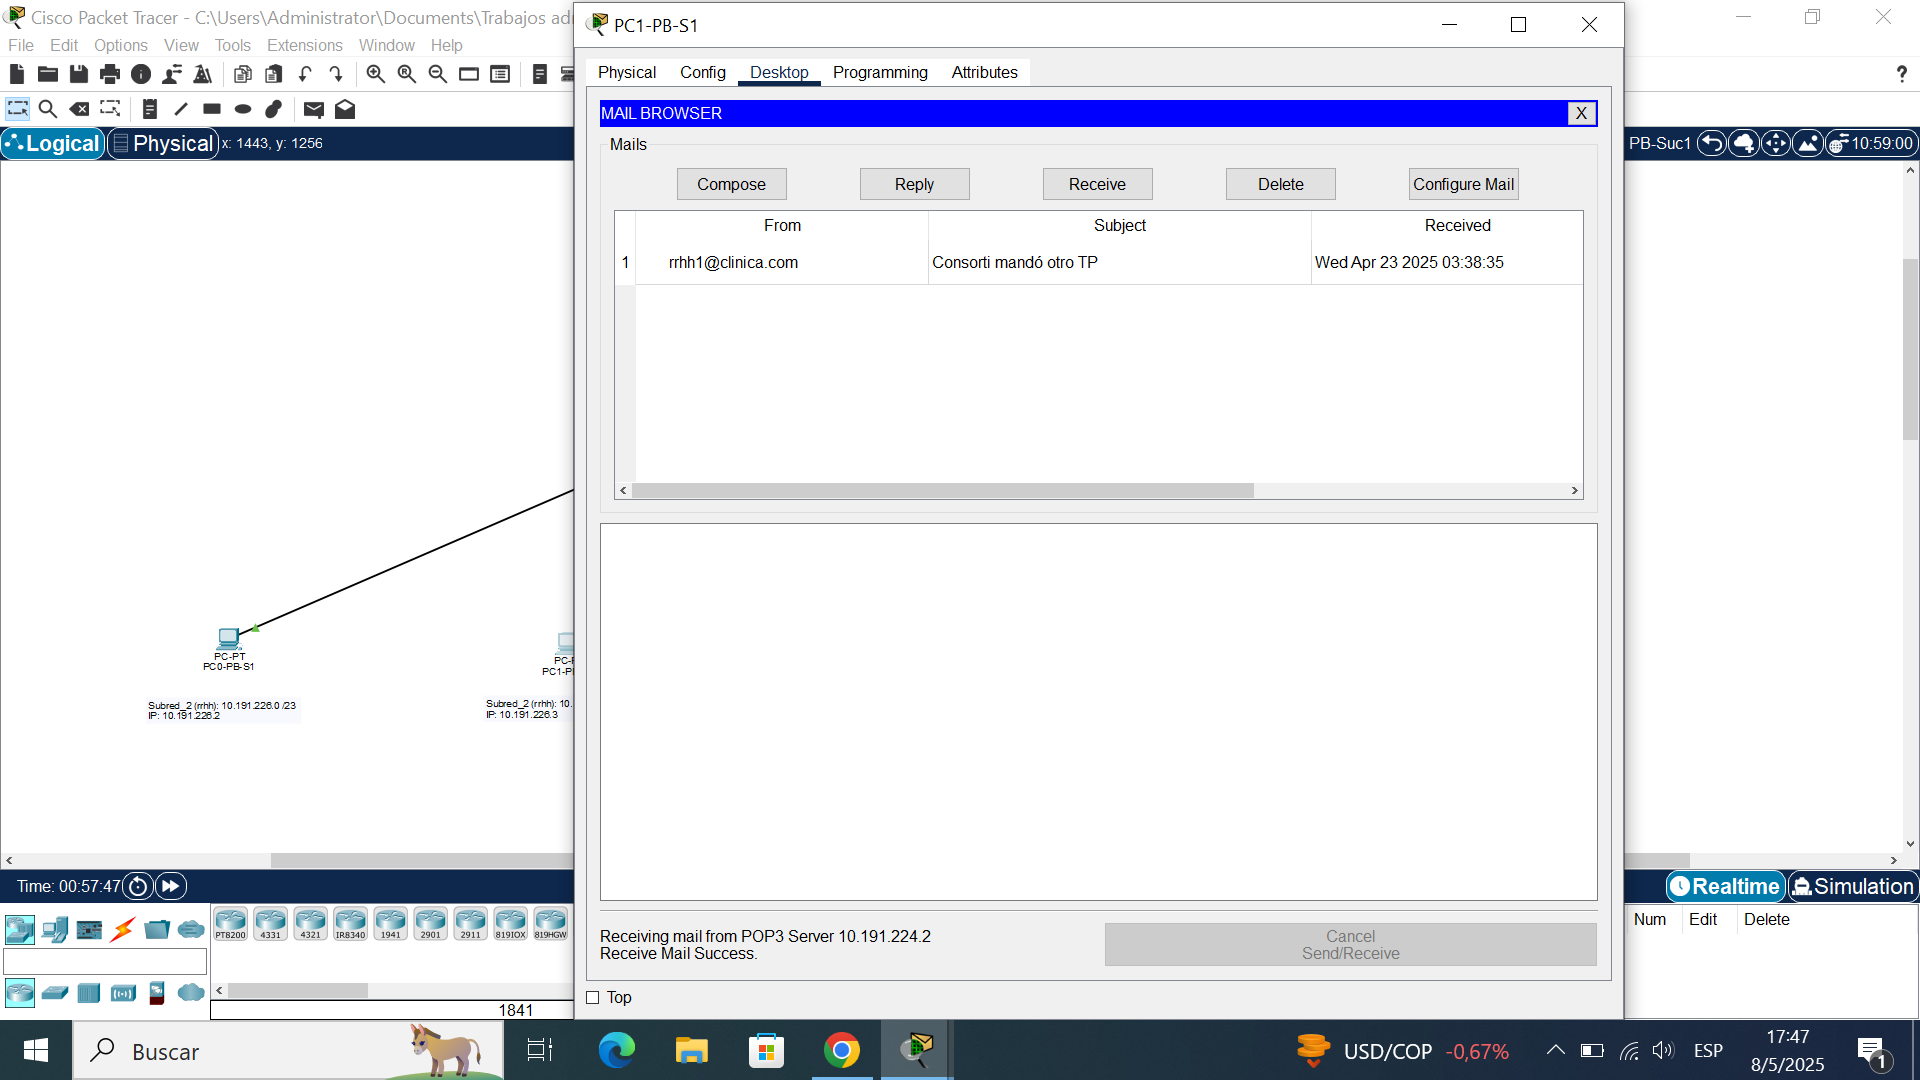 Cisco Packet Tracer - C:\Users\Administrator\Documents\Trabajos ad
File Edit Options View Tools Extensions Window Help
Logical
Physical
x: 1443, y: 1256
PB-Suc1
10:59:00
PC1-PB-S1
Physical Config Desktop Programming Attributes
MAIL BROWSER
X
Mails
Compose Reply Receive Delete Configure Mail
From Subject Received
1 rrhh1@clinica.com Consorti mandó otro TP Wed Apr 23 2025 03:38:35
Receiving mail from POP3 Server 10.191.224.2
Receive Mail Success.
Cancel
Send/Receive
Top
PC-PT
PC0-PB-S1
Subred_2 (rrhh): 10.191.226.0 /23
IP: 10.191.226.2
PC-
PC1-P
Subred_2 (rrhh): 10.
IP: 10.191.226.3
Time: 00:57:47
Realtime
Simulation
PT8200 4331 4321 IR8340 1941 2901 2911 819IOX 819HGW
1841
Num Edit Delete
Buscar
USD/COP -0,67%
ESP
17:47
8/5/2025
1